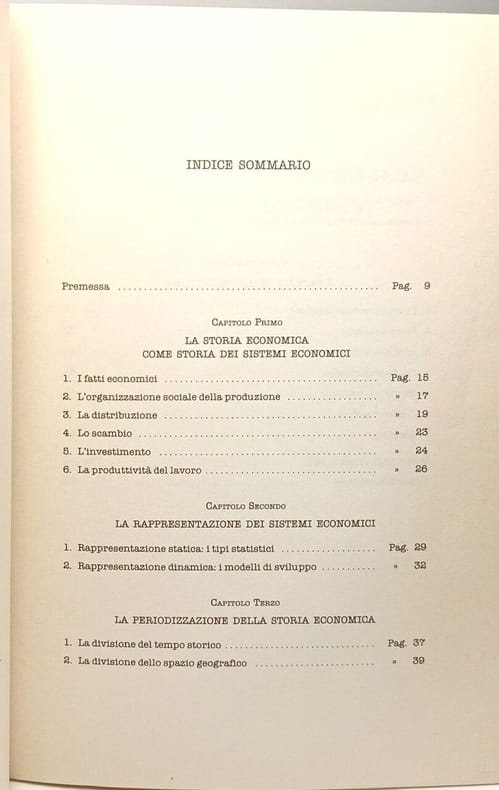 INDICE SOMMARIO
Premessa ................................................ Pag. 9
CAPITOLO PRIMO
LA STORIA ECONOMICA
COME STORIA DEI SISTEMI ECONOMICI
1. I fatti economici ....................................... Pag. 15
2. L'organizzazione sociale della produzione ................ » 17
3. La distribuzione ........................................ » 19
4. Lo scambio ............................................. » 23
5. L'investimento ......................................... » 24
6. La produttività del lavoro ............................... » 26
CAPITOLO SECONDO
LA RAPPRESENTAZIONE DEI SISTEMI ECONOMICI
1. Rappresentazione statica: i tipi statistici ................. Pag. 29
2. Rappresentazione dinamica: i modelli di sviluppo .......... » 32
CAPITOLO TERZO
LA PERIODIZZAZIONE DELLA STORIA ECONOMICA
1. La divisione del tempo storico ........................... Pag. 37
2. La divisione dello spazio geografico ..................... » 39